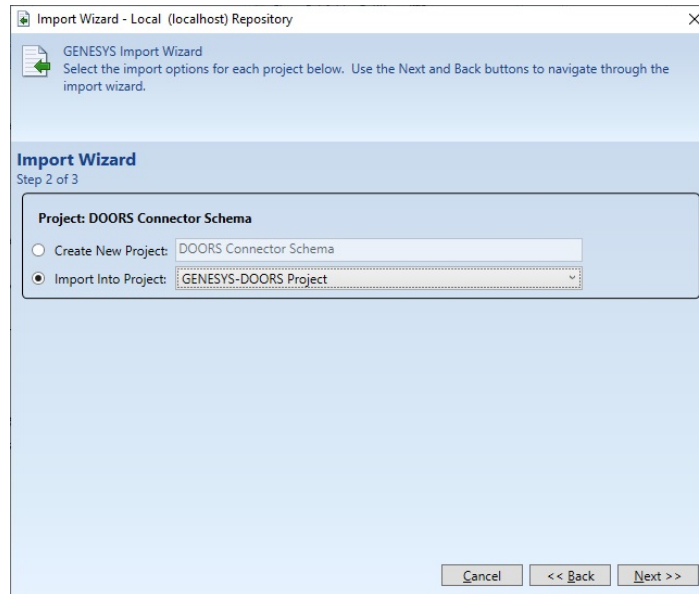 Import Wizard - Local (localhost) Repository
GENESYS Import Wizard
Select the import options for each project below. Use the Next and Back buttons to navigate through the
import wizard.
Import Wizard
Step 2 of 3
Project: DOORS Connector Schema
Create New Project: DOORS Connector Schema
Import Into Project: GENESYS-DOORS Project
Cancel << Back Next >>